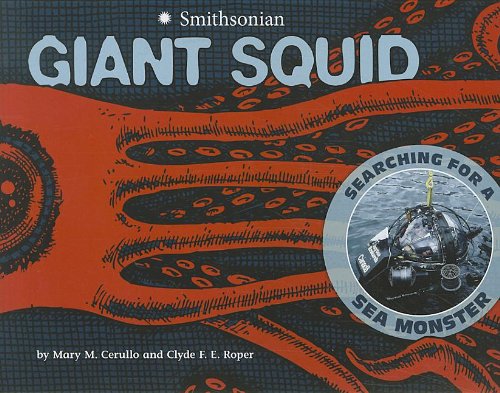 Smithsonian
GIANT SQUID
SEARCHING FOR A
SEA MONSTER
by Mary M. Cerullo and Clyde F. E. Roper